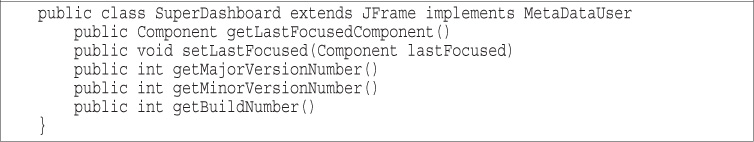 public class SuperDashboard extends JFrame implements MetaDataUser
public Component getLastFocusedComponent()
public void setLastFocused(Component lastFocused)
public int getMajorVersionNumber()
public int getMinorVersionNumber()
public int getBuildNumber()
}